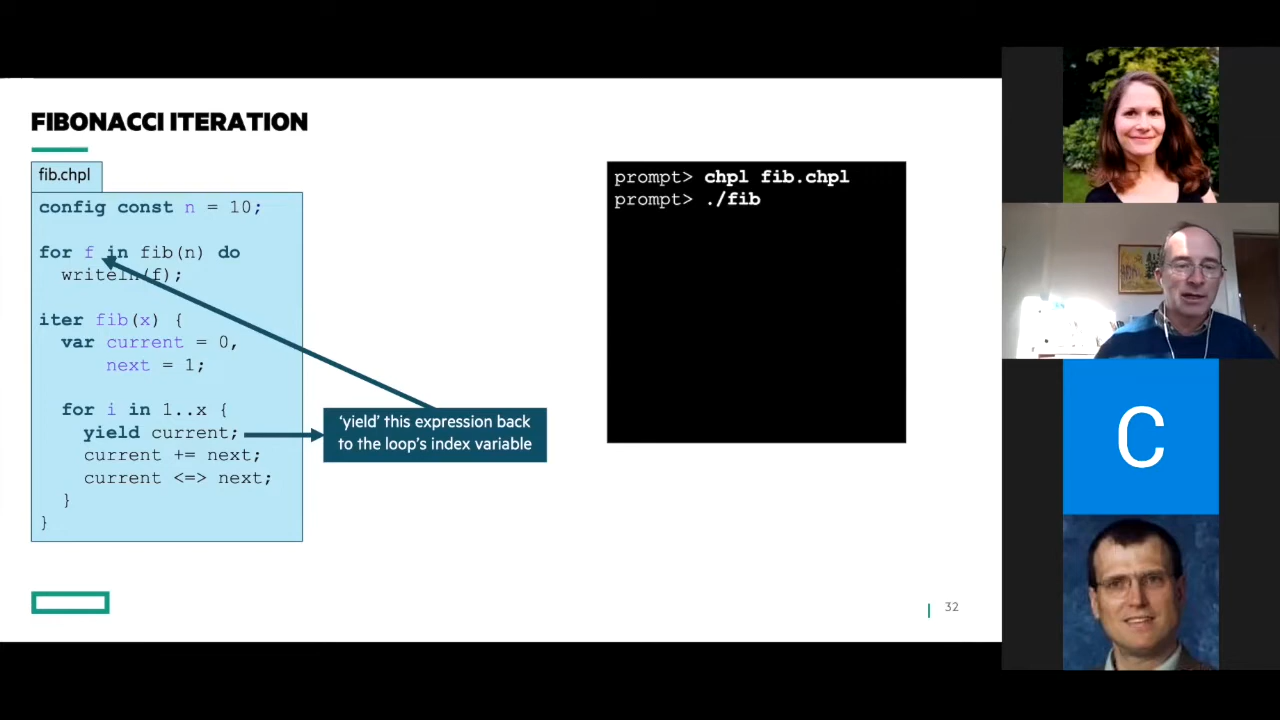 FIBONACCI ITERATION
fib.chpl
config const n = 10;
for f in fib(n) do
writeln(f);
iter fib(x) {
var current = 0,
next = 1;
for i in 1..x {
yield current;
current += next;
current <=> next;
}
}
'yield' this expression back
to the loop's index variable
prompt> chpl fib.chpl
prompt> ./fib
32
C